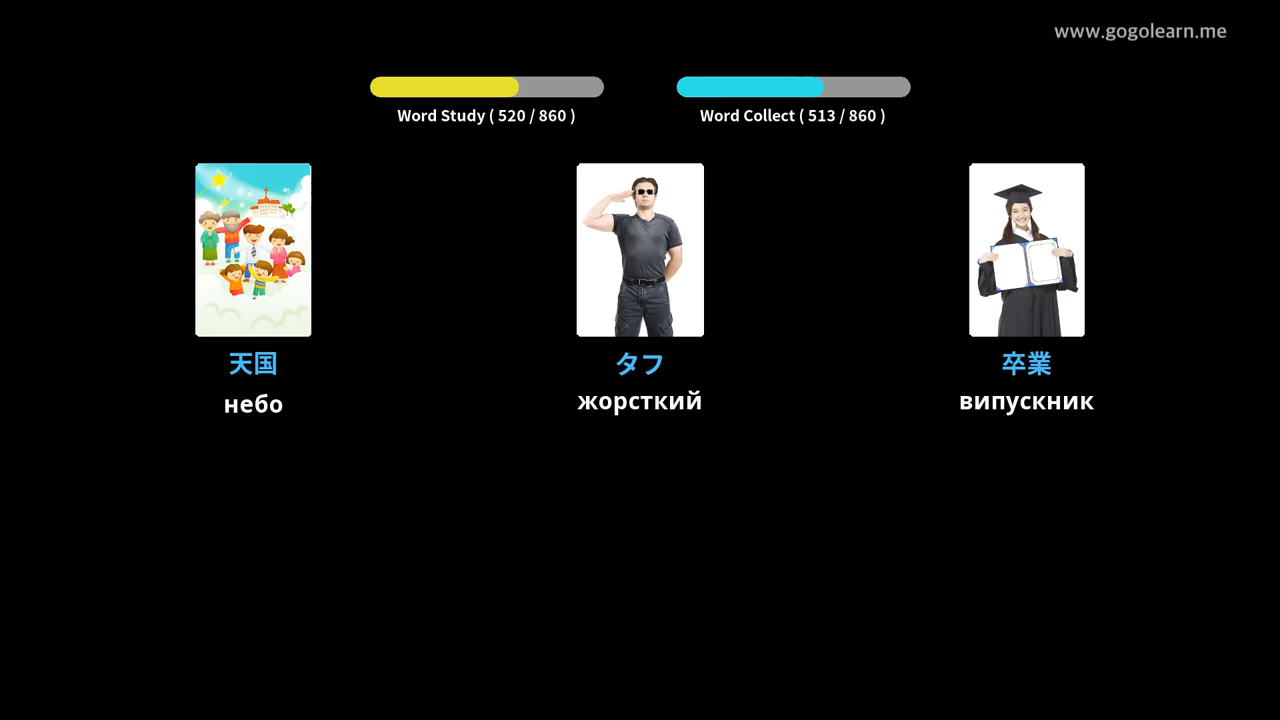 www.gogolearn.me
Word Study ( 520 / 860 )
Word Collect ( 513 / 860 )
天国
タフ
卒業
небо
жорсткий
випускник